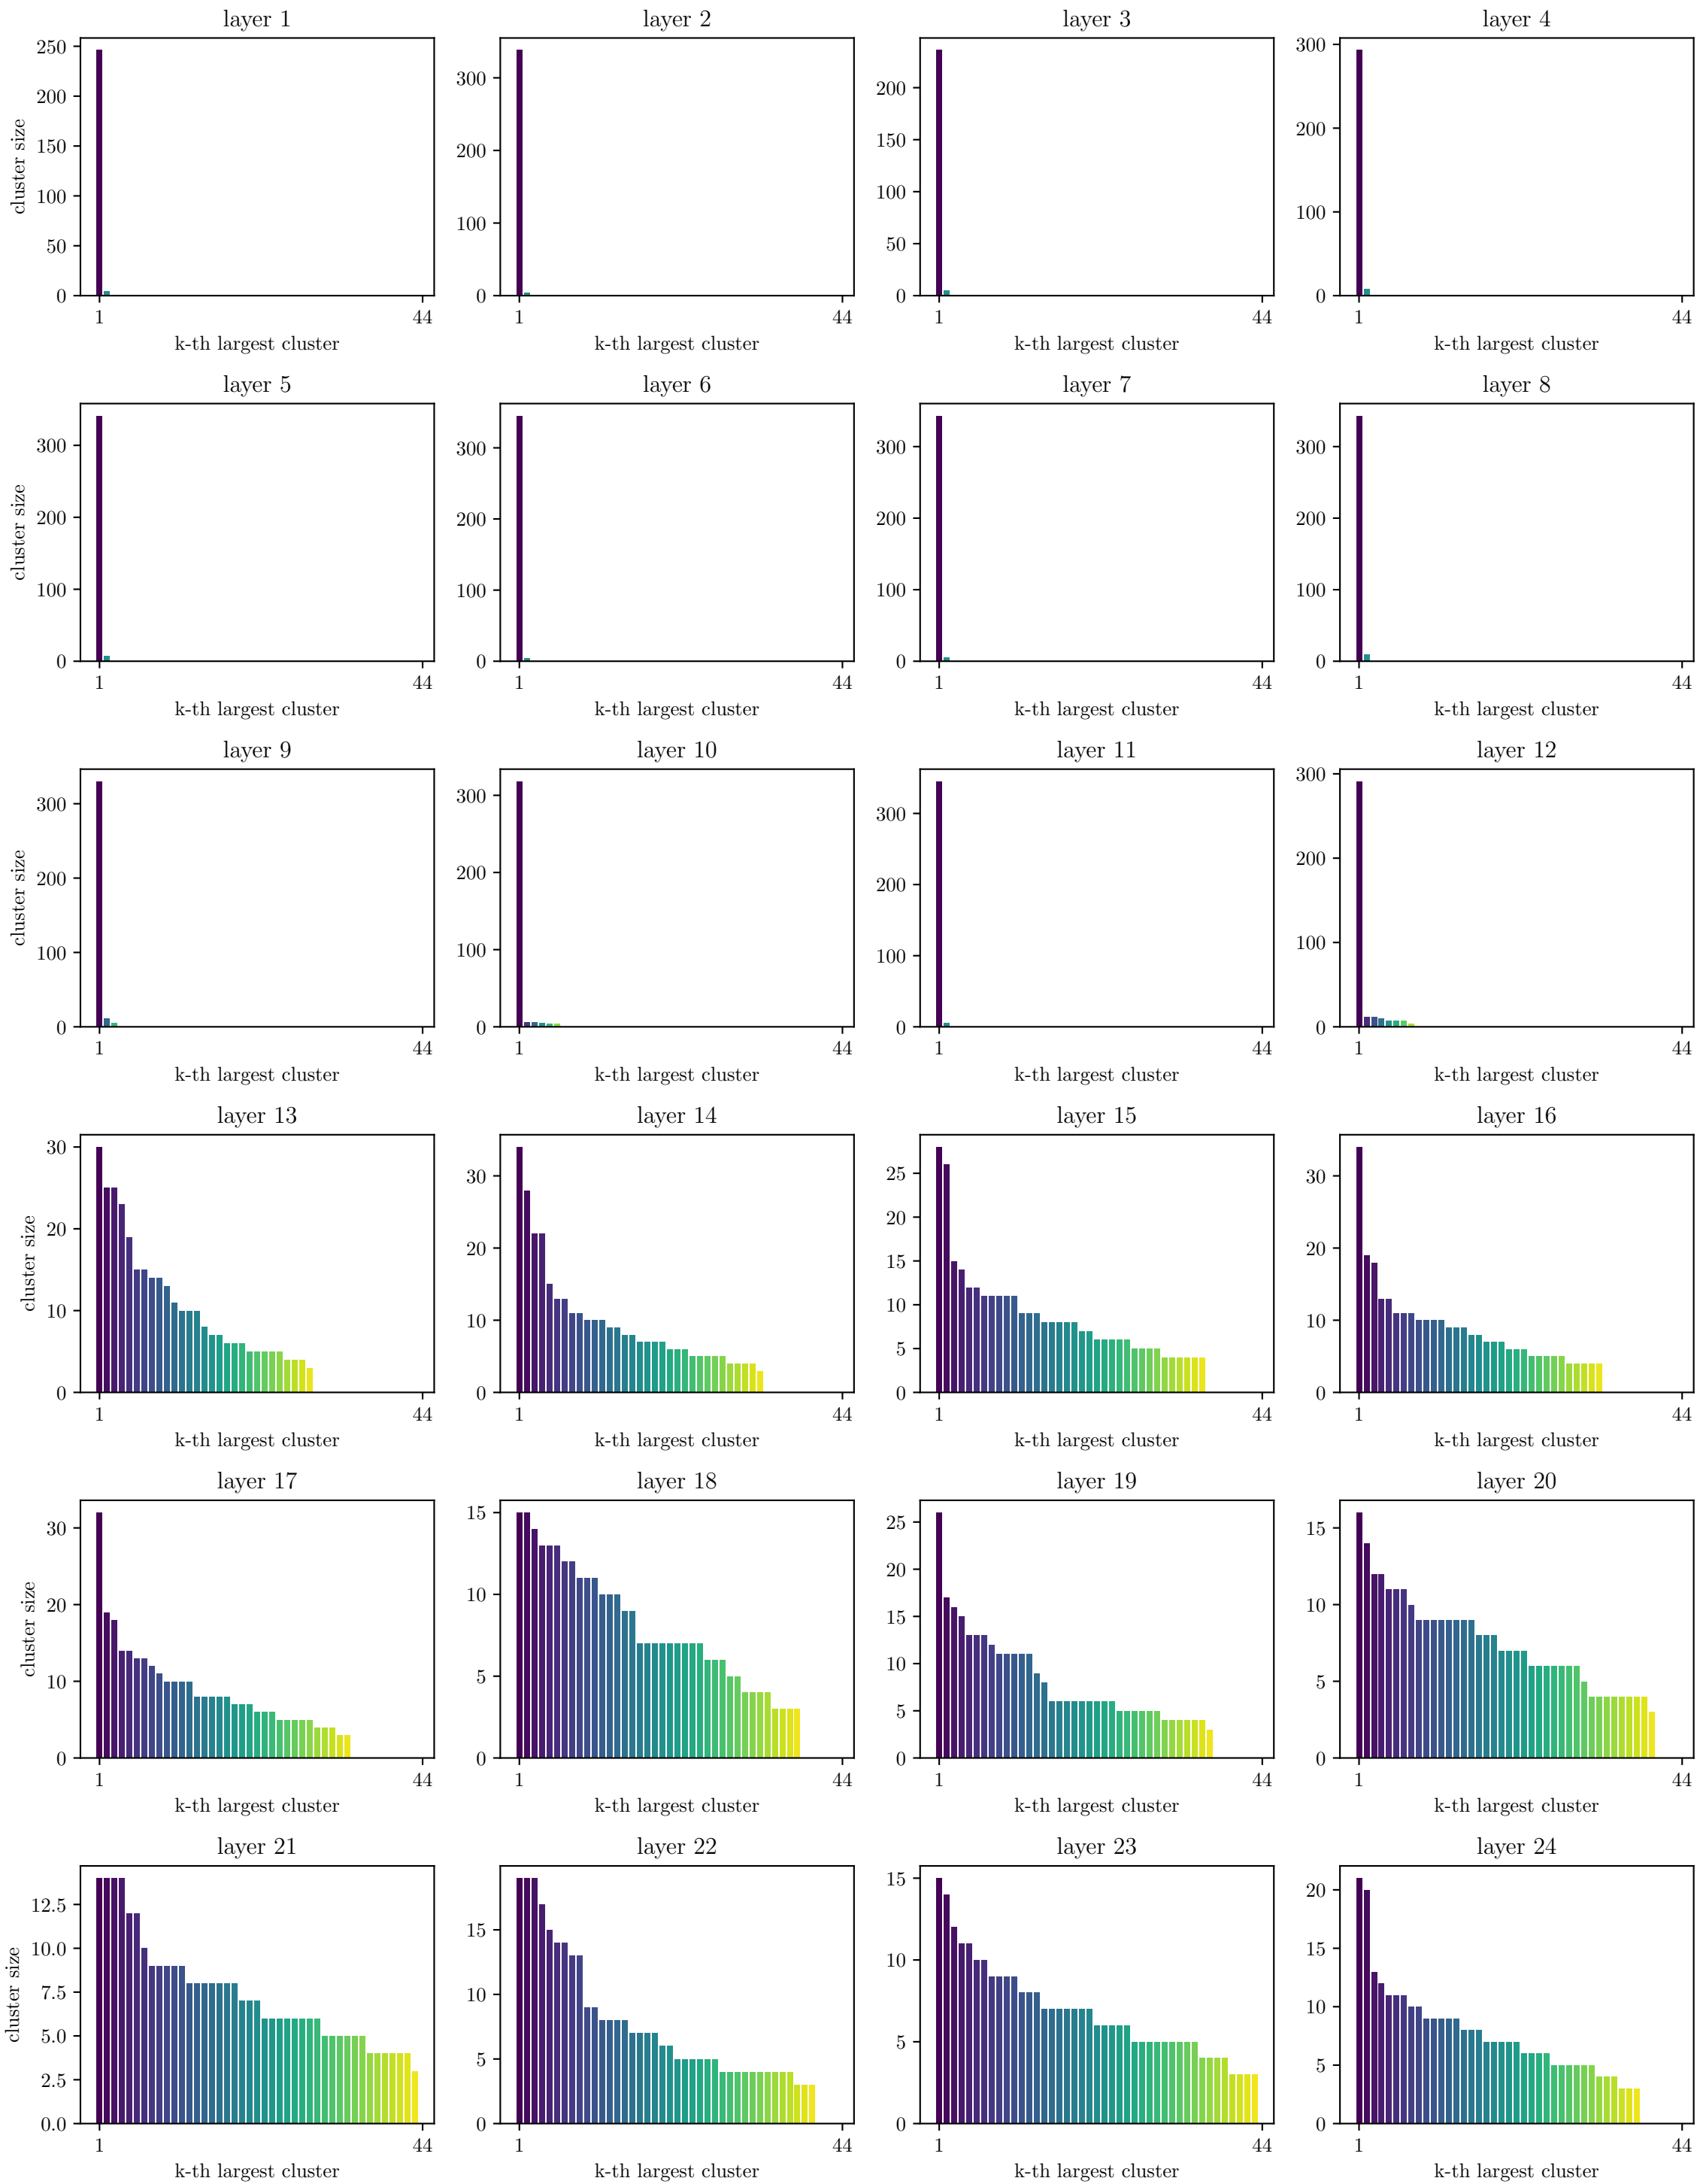 layer 1 layer 2 layer 3 layer 4
cluster size
250 200 150 100 50 0
300 200 100 0
200 150 100 50 0
300 200 100 0
1 44 1 44 1 44 1 44
k-th largest cluster k-th largest cluster k-th largest cluster k-th largest cluster
layer 5 layer 6 layer 7 layer 8
cluster size
300 200 100 0
300 200 100 0
300 200 100 0
300 200 100 0
1 44 1 44 1 44 1 44
k-th largest cluster k-th largest cluster k-th largest cluster k-th largest cluster
layer 9 layer 10 layer 11 layer 12
cluster size
300 200 100 0
300 200 100 0
300 200 100 0
300 200 100 0
1 44 1 44 1 44 1 44
k-th largest cluster k-th largest cluster k-th largest cluster k-th largest cluster
layer 13 layer 14 layer 15 layer 16
cluster size
30 20 10 0
30 20 10 0
25 20 15 10 5 0
30 20 10 0
1 44 1 44 1 44 1 44
k-th largest cluster k-th largest cluster k-th largest cluster k-th largest cluster
layer 17 layer 18 layer 19 layer 20
cluster size
30 20 10 0
15 10 5 0
25 20 15 10 5 0
15 10 5 0
1 44 1 44 1 44 1 44
k-th largest cluster k-th largest cluster k-th largest cluster k-th largest cluster
layer 21 layer 22 layer 23 layer 24
cluster size
12.5 10.0 7.5 5.0 2.5 0.0
15 10 5 0
15 10 5 0
20 15 10 5 0
1 44 1 44 1 44 1 44
k-th largest cluster k-th largest cluster k-th largest cluster k-th largest cluster